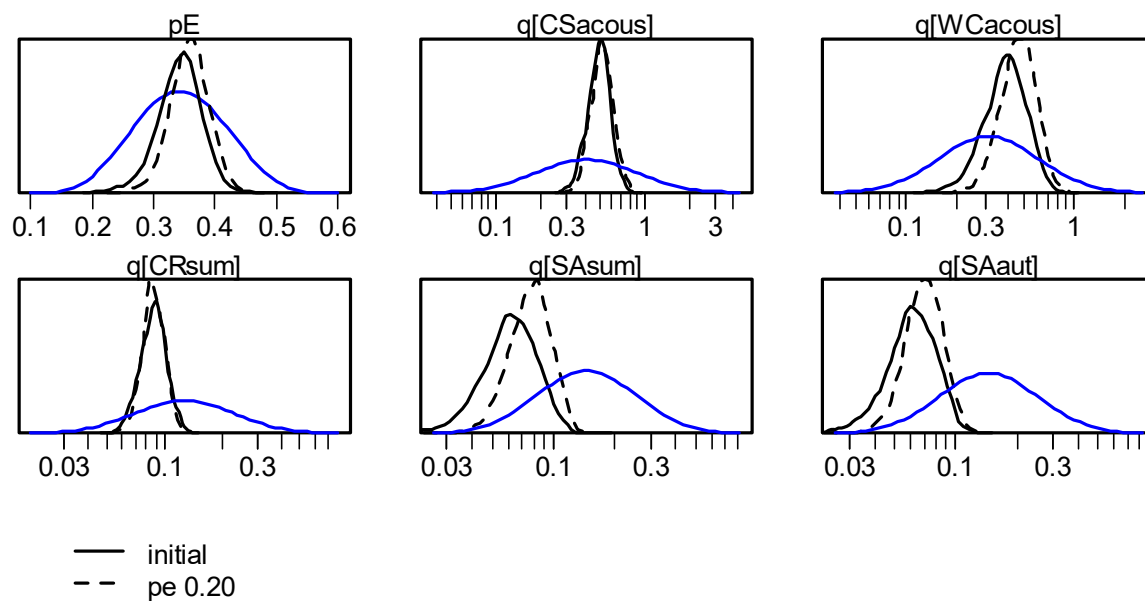 pE q[CSacous] q[WCacous]
0.1 0.2 0.3 0.4 0.5 0.6 0.1 0.3 1 3 0.1 0.3 1
q[CRsum] q[SAsum] q[SAaut]
0.03 0.1 0.3 0.03 0.1 0.3 0.03 0.1 0.3
initial
pe 0.20